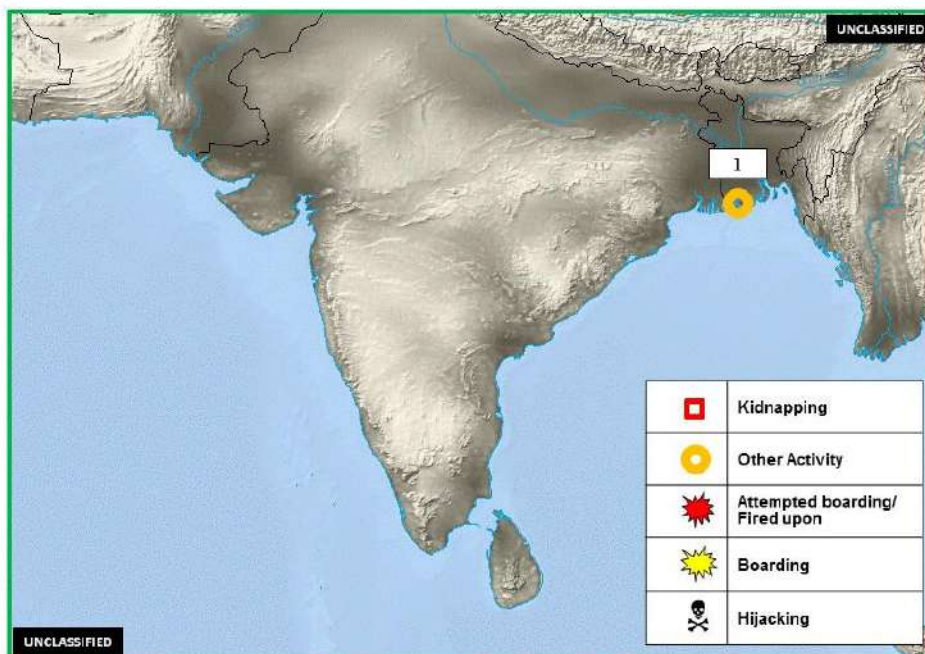 UNCLASSIFIED
1
Kidnapping
Other Activity
Attempted boarding/
Fired upon
Boarding
Hijacking
UNCLASSIFIED